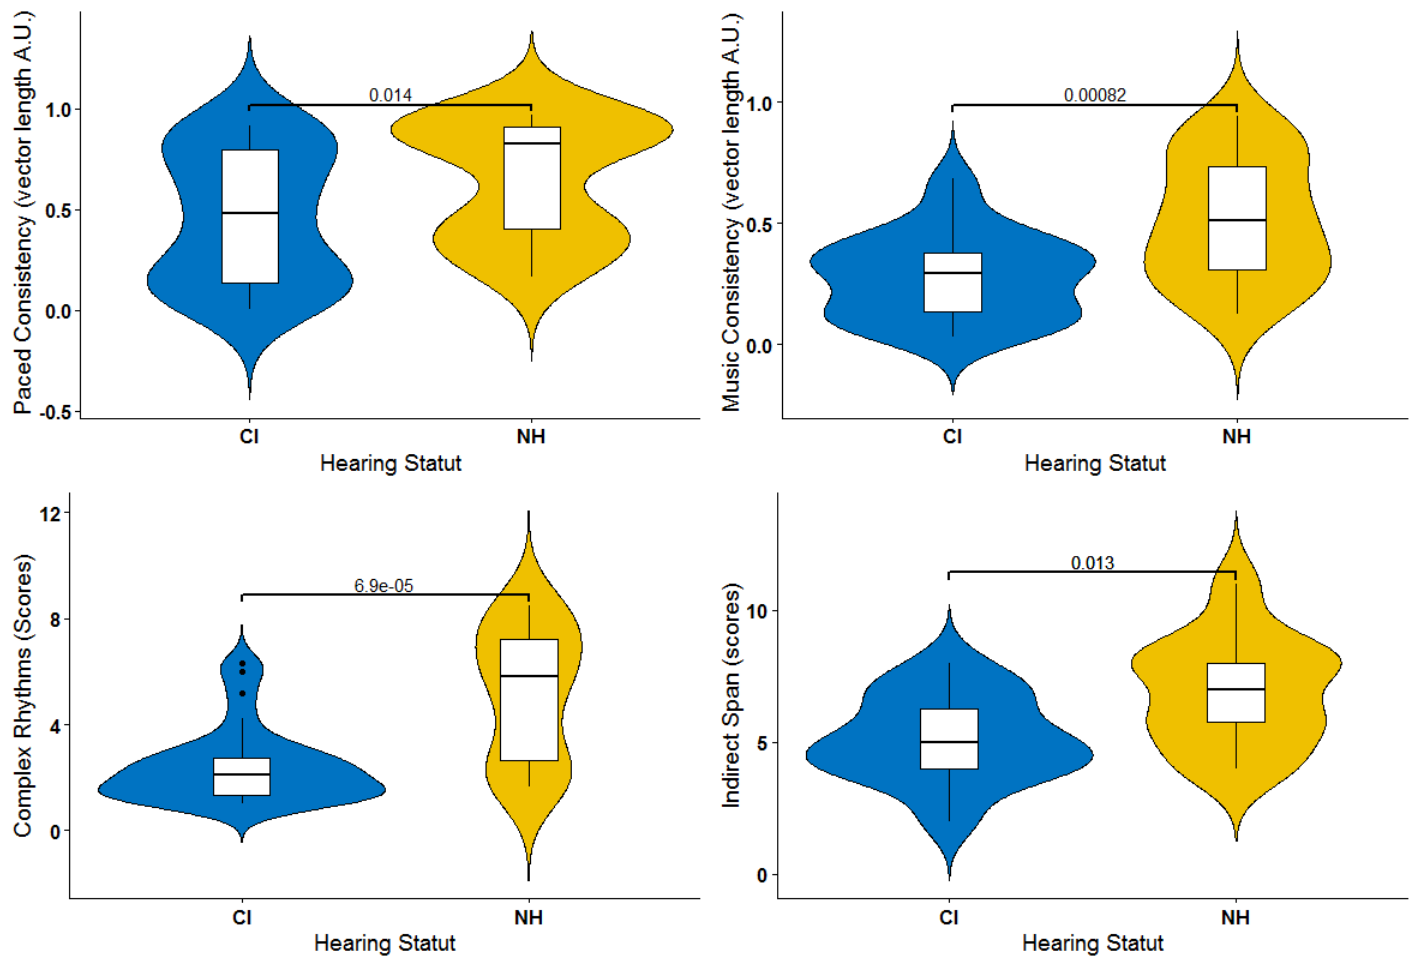 Paced Consistency (vector length A.U.)
1.0
0.5
0.0
-0.5
0.014
CI
NH
Hearing Statut
Music Consistency (vector length A.U.)
1.0
0.5
0.0
0.00082
CI
NH
Hearing Statut
Complex Rhythms (Scores)
12
8
4
0
6.9e-05
CI
NH
Hearing Statut
Indirect Span (scores)
10
5
0
0.013
CI
NH
Hearing Statut